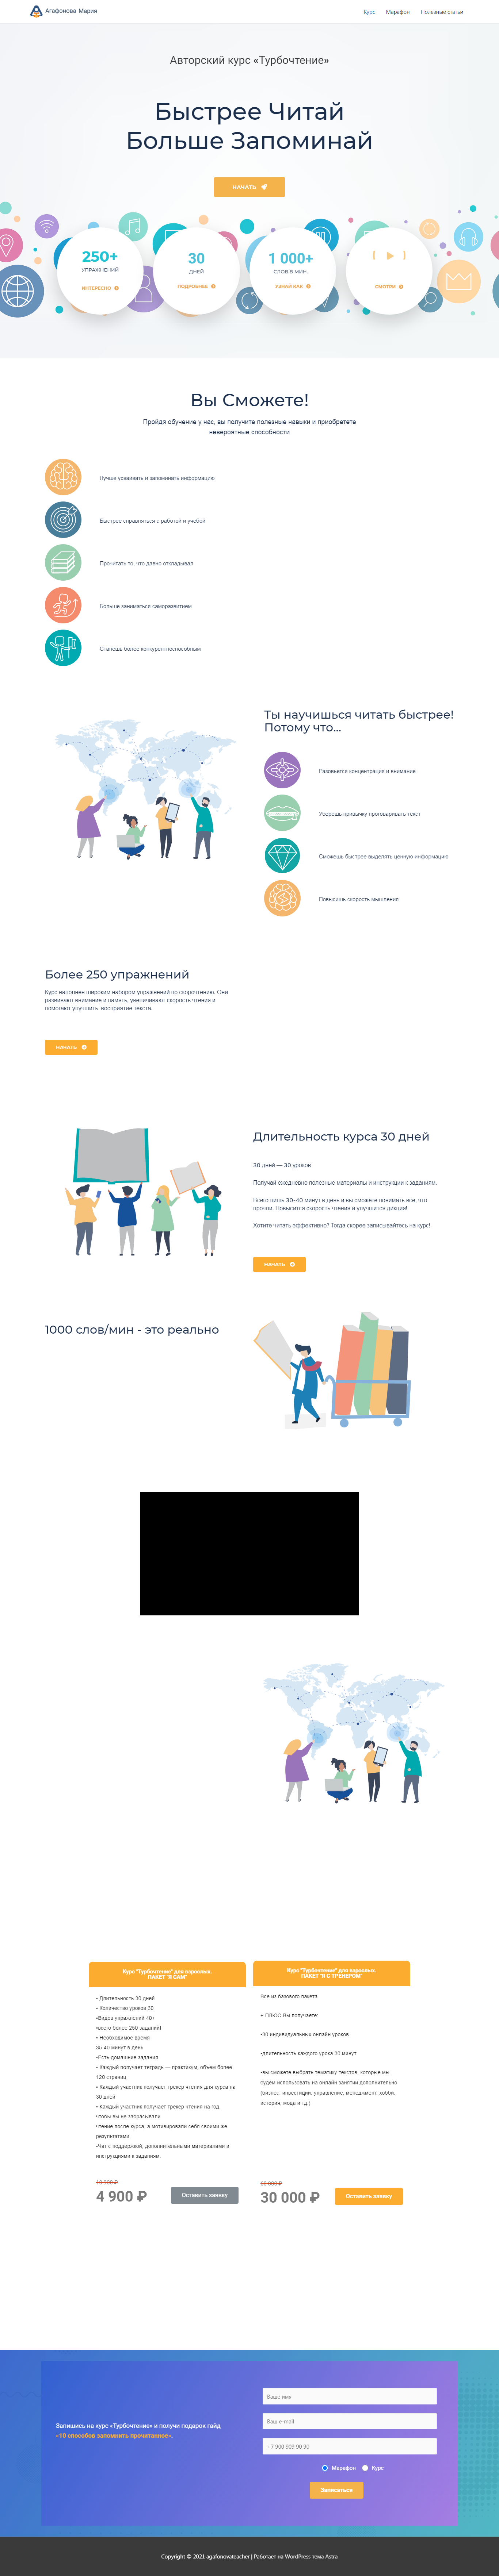 Агафонова Мария
Курс
Марафон
Полезные статьи
Авторский курс «Турбочтение»
Быстрее Читай
Больше Запоминай
НАЧАТЬ
250+
УПРАЖНЕНИЙ
ИНТЕРЕСНО
30
ДНЕЙ
ПОДРОБНЕЕ
1 000+
СЛОВ В МИН.
УЗНАЙ КАК
СМОТРИ
Вы Сможете!
Пройдя обучение у нас, вы получите полезные навыки и приобретете
невероятные способности
Лучше усваивать и запоминать информацию
Быстрее справляться с работой и учебой
Прочитать то, что давно откладывал
Больше заниматься саморазвитием
Станешь более конкурентноспособным
Ты научишься читать быстрее!
Потому что...
Разовьется концентрация и внимание
Уберешь привычку проговаривать текст
Сможешь быстрее выделять ценную информацию
Повысишь скорость мышления
Более 250 упражнений
Курс наполнен широким набором упражнений по скорочтению. Они
развивают внимание и память, увеличивают скорость чтения и
помогают улучшить восприятие текста.
НАЧАТЬ
Длительность курса 30 дней
30 дней — 30 уроков
Получай ежедневно полезные материалы и инструкции к заданиям.
Всего лишь 30-40 минут в день и вы сможете понимать все, что
прочли. Повысится скорость чтения и улучшится дикция!
Хотите читать эффективно? Тогда скорее записывайтесь на курс!
НАЧАТЬ
1000 слов/мин - это реально
Курс "Турбочтение" для взрослых.
ПАКЕТ "Я САМ"
• Длительность 30 дней
• Количество уроков 30
•Видов упражнений 40+
•всего более 250 заданий!
• Необходимое время
35-40 минут в день
•Есть домашние задания
• Каждый получает тетрадь — практикум, объем более
120 страниц
• Каждый участник получает трекер чтения для курса на
30 дней
• Каждый участник получает трекер чтения на год,
чтобы вы не забрасывали
чтение после курса, а мотивировали себя своими же
результатами
•Чат с поддержкой, дополнительными материалами и
инструкциями к заданиям
10 900 ₽
4 900 ₽
Оставить заявку
Курс "Турбочтение" для взрослых.
ПАКЕТ "Я С ТРЕНЕРОМ"
Все из базового пакета
+ ПЛЮС Вы получаете:
•30 индивидуальных онлайн уроков
•длительность каждого урока 30 минут
•вы сможете выбрать тематику текстов, которые мы
будем использовать на онлайн занятии дополнительно
(бизнес, инвестиции, управление, менеджмент, хобби,
история, мода и тд.)
60 000 ₽
30 000 ₽
Оставить заявку
Запишись на курс «Турбочтение» и получи подарок гайд
«10 способов запомнить прочитанное».
Ваше имя
Ваш e-mail
+7 900 909 90 90
Марафон
Курс
Записаться
Copyright © 2021 agafonovateacher | Работает на WordPress тема Astra